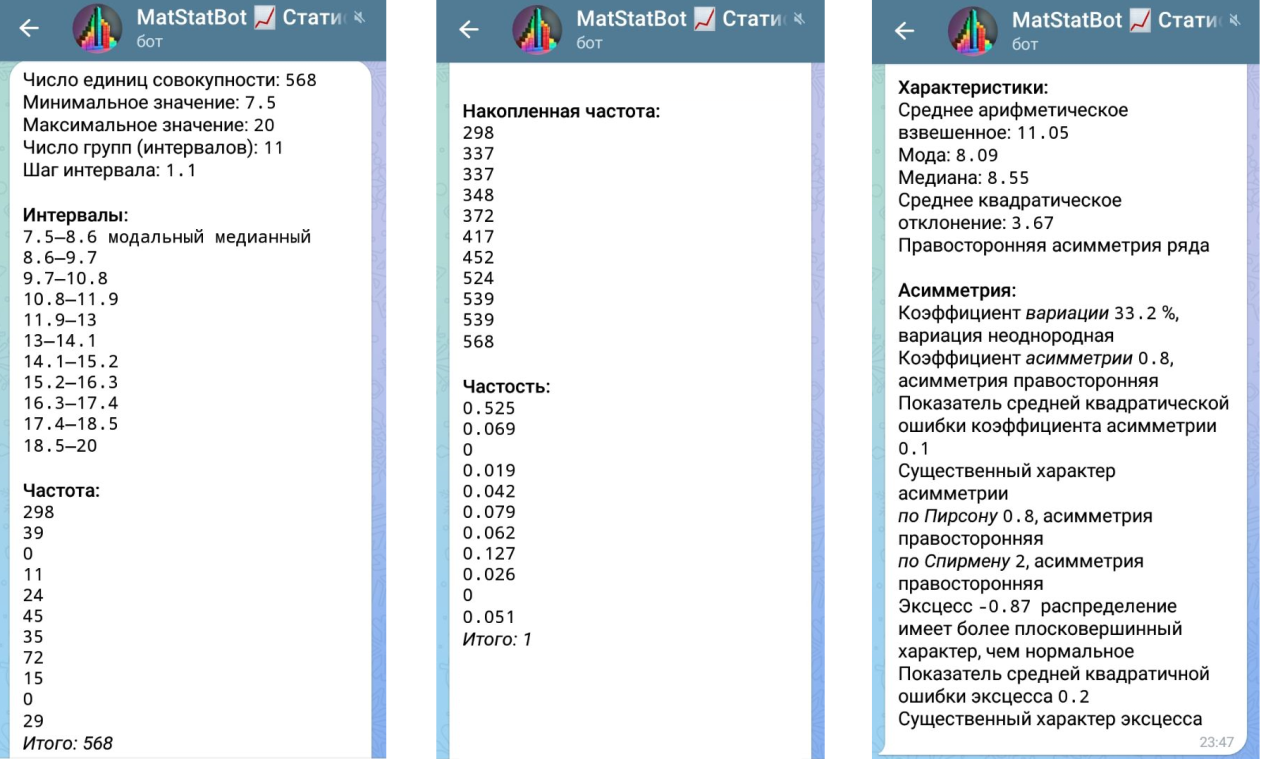 MatStatBot 📈 Стати
бот
Число единиц совокупности: 568
Минимальное значение: 7.5
Максимальное значение: 20
Число групп (интервалов): 11
Шаг интервала: 1.1
Интервалы:
7.5–8.6 модальный медианный
8.6–9.7
9.7–10.8
10.8–11.9
11.9–13
13–14.1
14.1–15.2
15.2–16.3
16.3–17.4
17.4–18.5
18.5–20
Частота:
298
39
0
11
24
45
35
72
15
0
29
Итого: 568
MatStatBot 📈 Стати
бот
Накопленная частота:
298
337
337
348
372
417
452
524
539
539
568
Частость:
0.525
0.069
0
0.019
0.042
0.079
0.062
0.127
0.026
0
0.051
Итого: 1
MatStatBot 📈 Стати
бот
Характеристики:
Среднее арифметическое
взвешенное: 11.05
Мода: 8.09
Медиана: 8.55
Среднее квадратическое
отклонение: 3.67
Правосторонняя асимметрия ряда
Асимметрия:
Коэффициент вариации 33.2 %,
вариация неоднородная
Коэффициент асимметрии 0.8,
асимметрия правосторонняя
Показатель средней квадратической
ошибки коэффициента асимметрии
0.1
Существенный характер
асимметрии
по Пирсону 0.8, асимметрия
правосторонняя
по Спирмену 2, асимметрия
правосторонняя
Эксцесс -0.87 распределение
имеет более плосковершинный
характер, чем нормальное
Показатель средней квадратичной
ошибки эксцесса 0.2
Существенный характер эксцесса
23:47